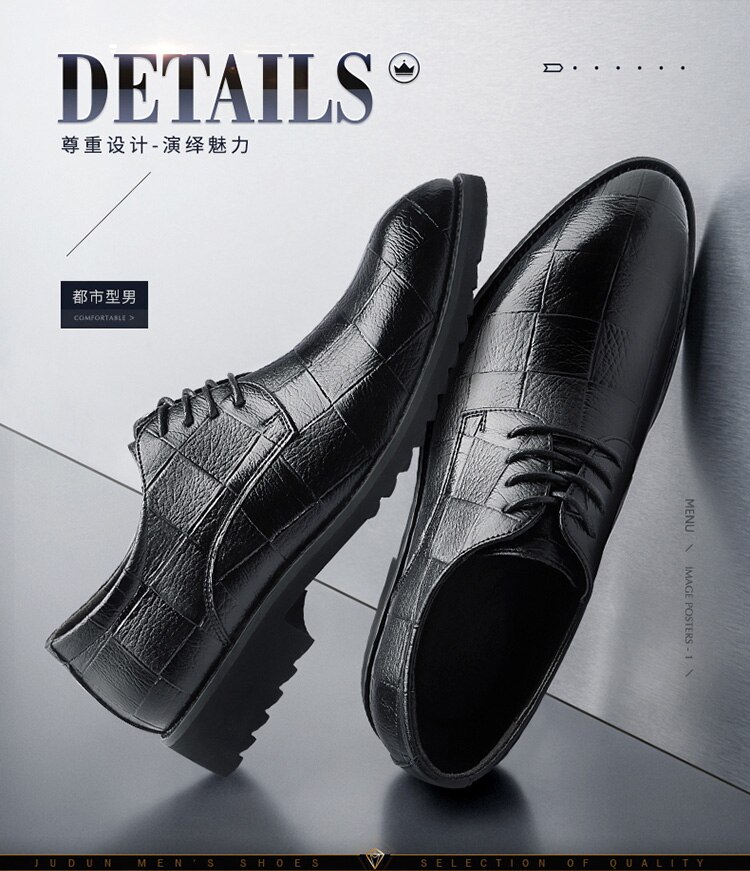 DETAILS
尊重设计-演绎魅力
都市型男
COMFORTABLE >
MENU \ IMAGE POSTERS - 1 \
JUDUN MEN'S SHOES SELECTION OF QUALITY